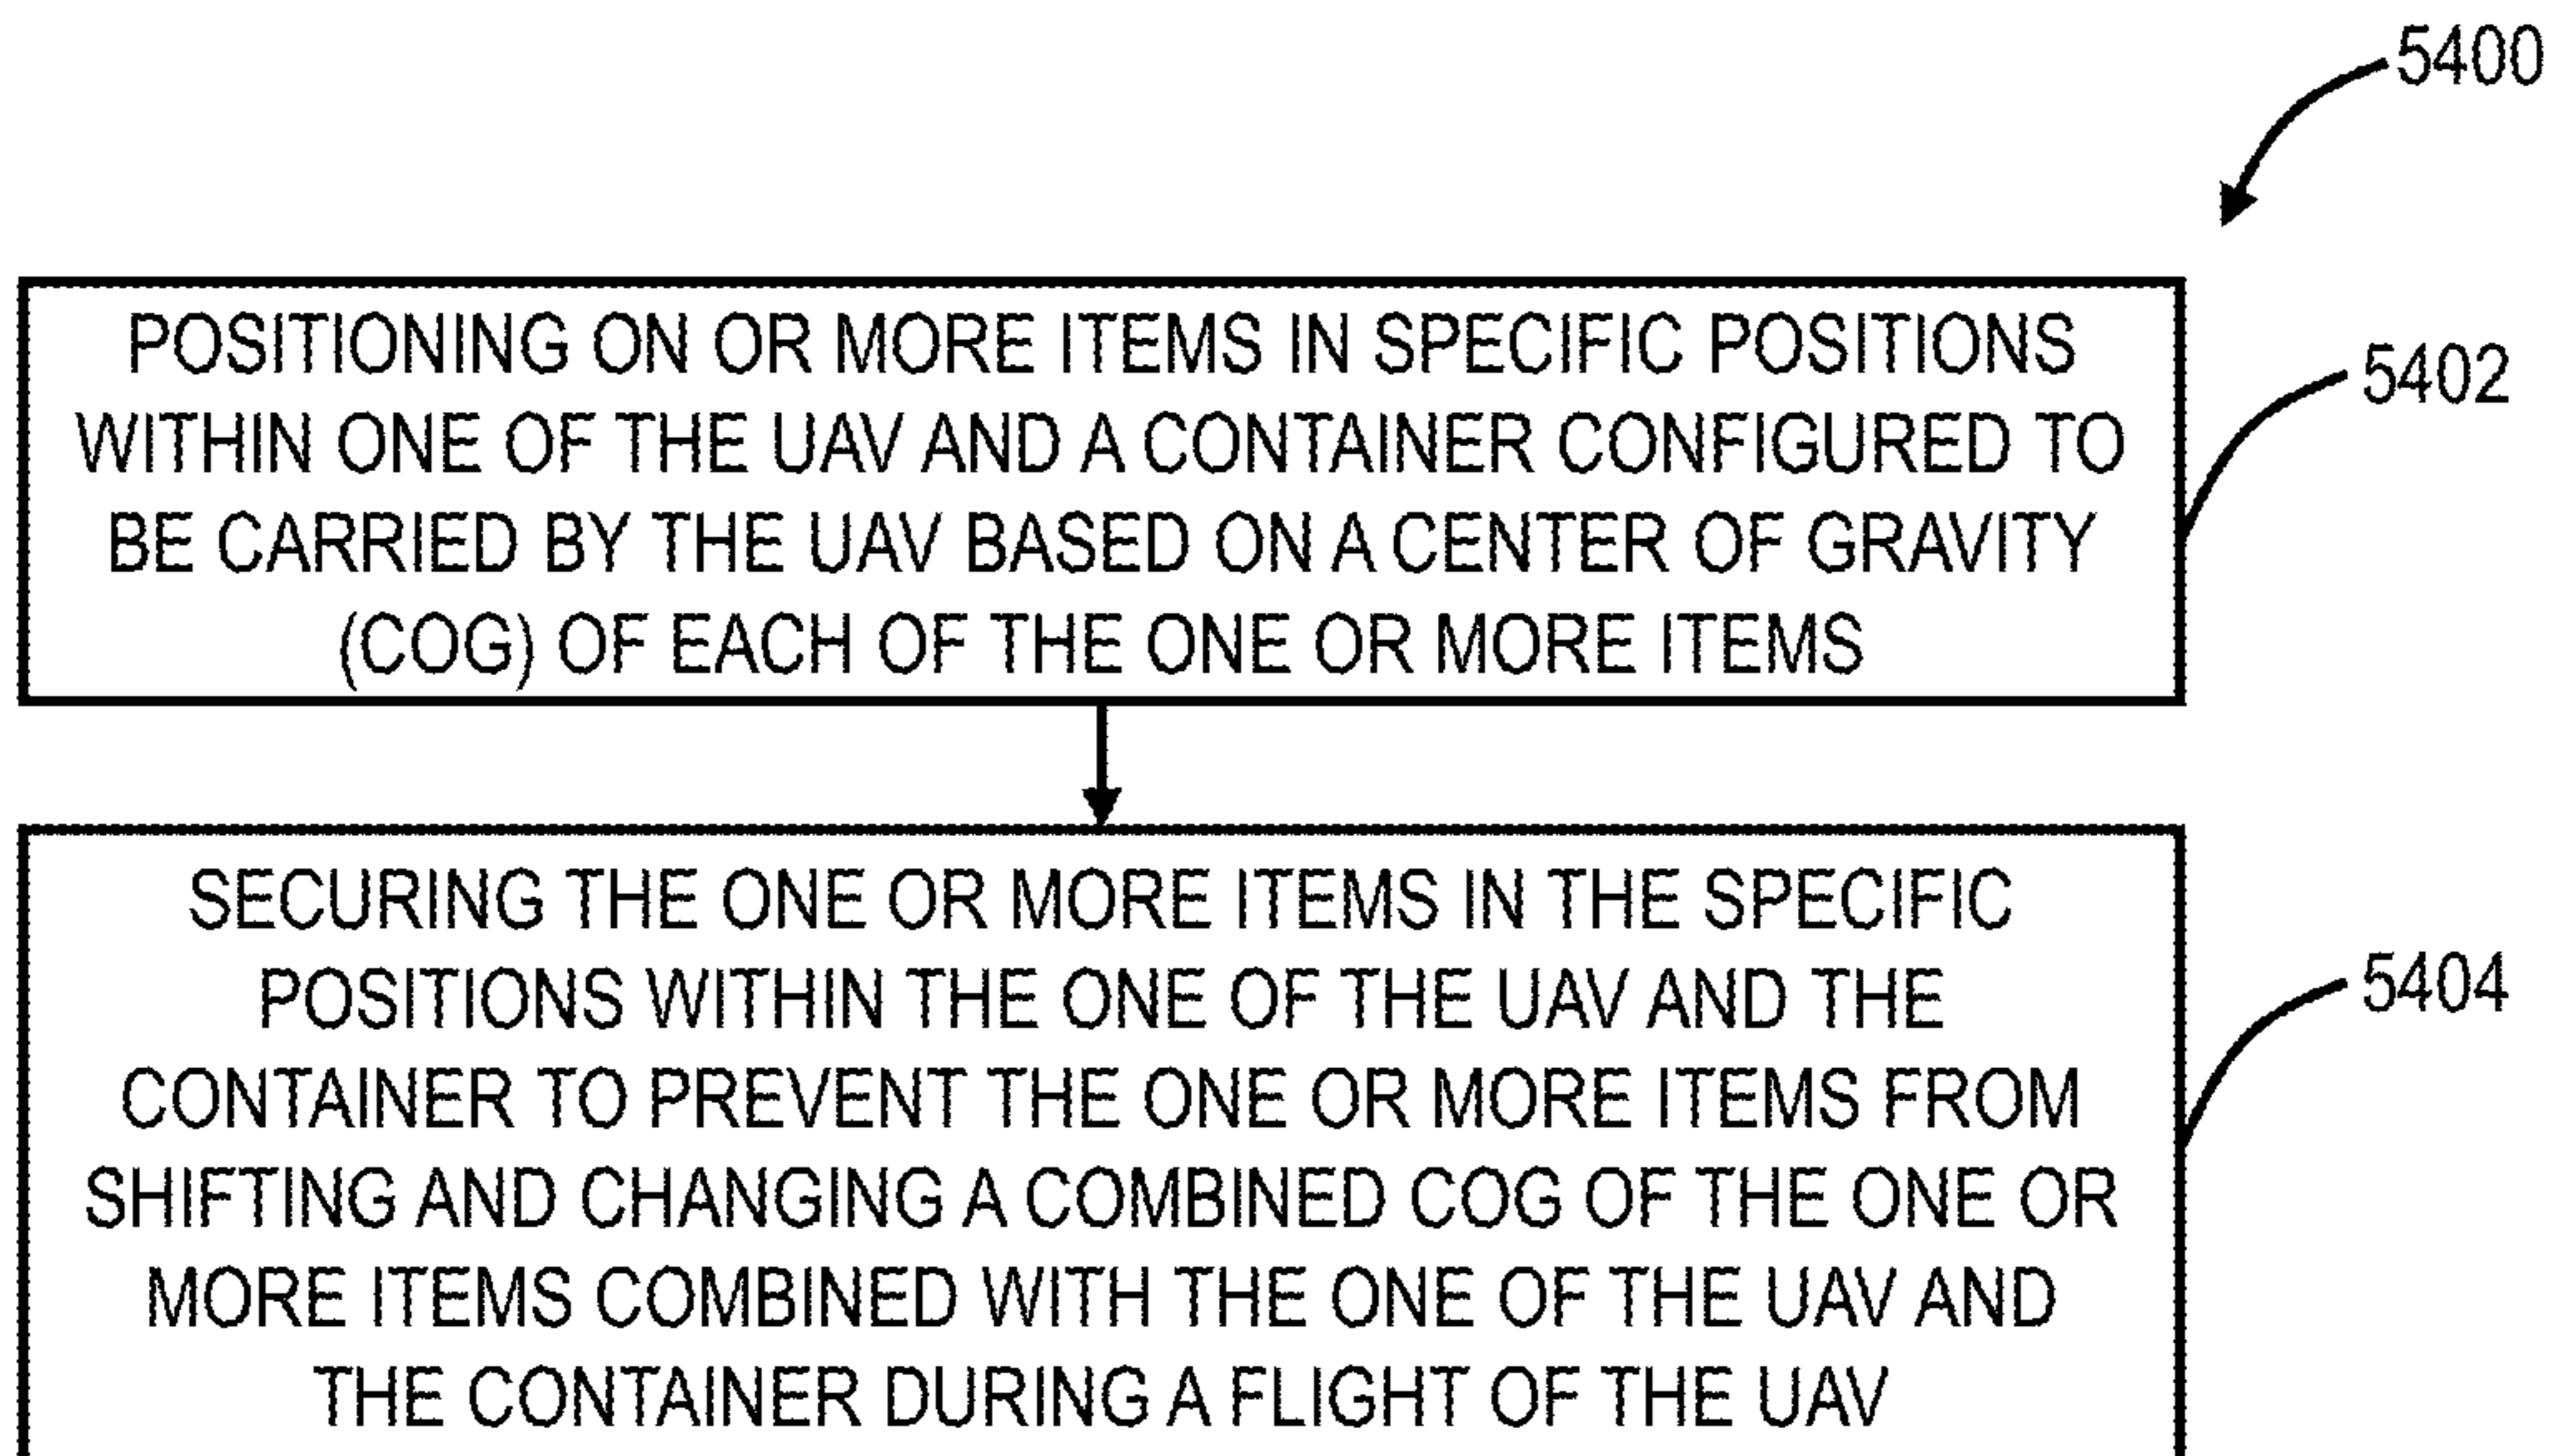 5400
POSITIONING ON OR MORE ITEMS IN SPECIFIC POSITIONS
WITHIN ONE OF THE UAV AND A CONTAINER CONFIGURED TO
BE CARRIED BY THE UAV BASED ON A CENTER OF GRAVITY
(COG) OF EACH OF THE ONE OR MORE ITEMS
5402
SECURING THE ONE OR MORE ITEMS IN THE SPECIFIC
POSITIONS WITHIN THE ONE OF THE UAV AND THE
CONTAINER TO PREVENT THE ONE OR MORE ITEMS FROM
SHIFTING AND CHANGING A COMBINED COG OF THE ONE OR
MORE ITEMS COMBINED WITH THE ONE OF THE UAV AND
THE CONTAINER DURING A FLIGHT OF THE UAV
5404